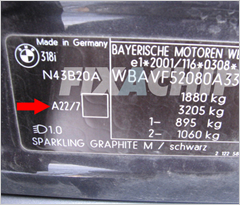 Made in Germany
BAYERISCHE MOTOREN W
318i
e1*2001/116*0308*
N43B20A
WBAVF52080A33
1880 kg
A22/7
3205 kg
1- 895 kg
1.0
2- 1060 kg
SPARKLING GRAPHITE M / schwarz